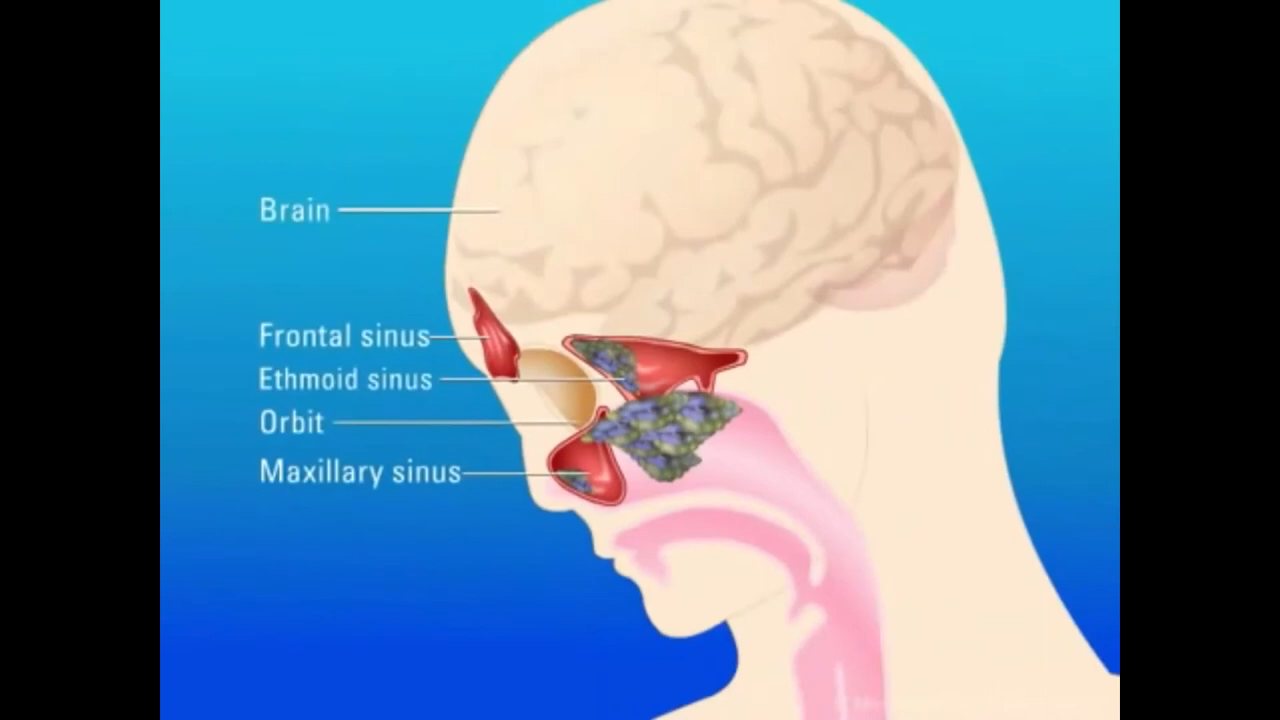 Brain
Frontal sinus
Ethmoid sinus
Orbit
Maxillary sinus